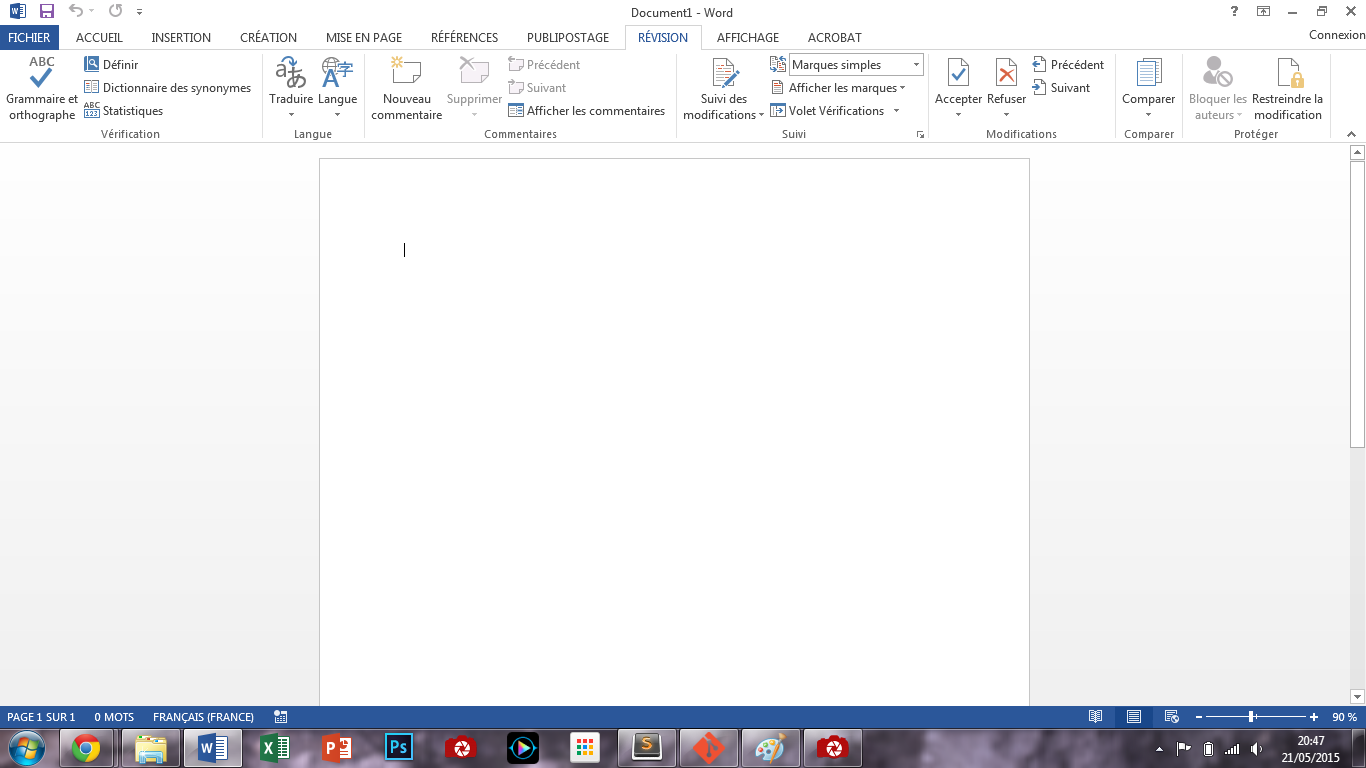 Document1 - Word
?
FICHIER ACCUEIL INSERTION CRÉATION MISE EN PAGE RÉFÉRENCES PUBLIPOSTAGE RÉVISION AFFICHAGE ACROBAT Connexion
ABC
Grammaire et
orthographe
Définir
Dictionnaire des synonymes
ABC
123
Statistiques
Vérification
Traduire
Langue
Langue
Nouveau
commentaire
Supprimer
Précédent
Suivant
Afficher les commentaires
Commentaires
Suivi des
modifications
Marques simples
Afficher les marques
Volet Vérifications
Suivi
Accepter
Refuser
Précédent
Suivant
Modifications
Comparer
Comparer
Bloquer les
auteurs
Restreindre la
modification
Protéger
PAGE 1 SUR 1 0 MOTS FRANÇAIS (FRANCE) 90 %
Ps
20:47
21/05/2015